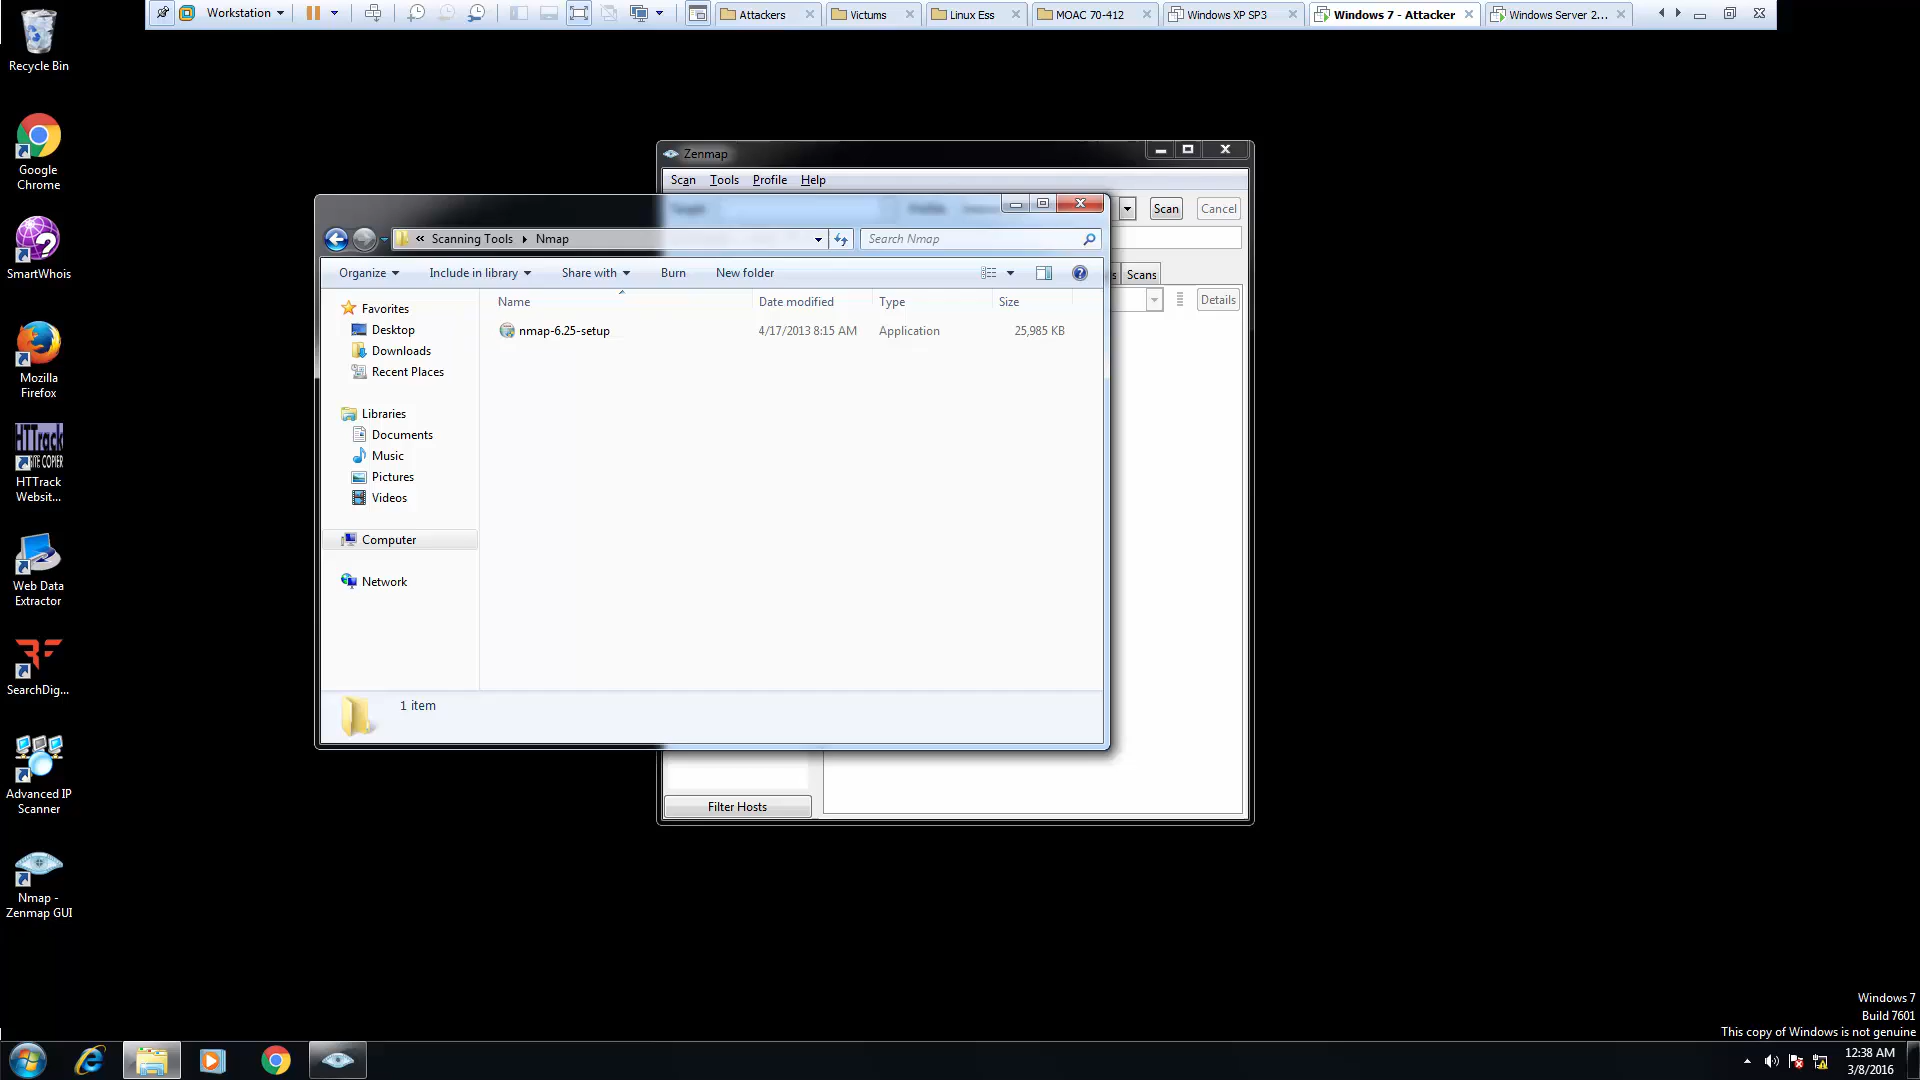 Workstation
Attackers
Victums
Linux Ess
MOAC 70-412
Windows XP SP3
Windows 7 - Attacker
Windows Server 2...
Recycle Bin
Google
Chrome
SmartWhois
Mozilla
Firefox
HTTrack
SITE COPIER
HTTrack
Websit...
Web Data
Extractor
SearchDig...
Advanced IP
Scanner
Nmap -
Zenmap GUI
Zenmap
Scan Tools Profile Help
Target
Profile
Scan
Cancel
Scans
Details
Filter Hosts
« Scanning Tools Nmap
Search Nmap
Organize
Include in library
Share with
Burn
New folder
Name Date modified Type Size
nmap-6.25-setup 4/17/2013 8:15 AM Application 25,985 KB
Favorites
Desktop
Downloads
Recent Places
Libraries
Documents
Music
Pictures
Videos
Computer
Network
1 item
Windows 7
Build 7601
This copy of Windows is not genuine
12:38 AM
3/8/2016